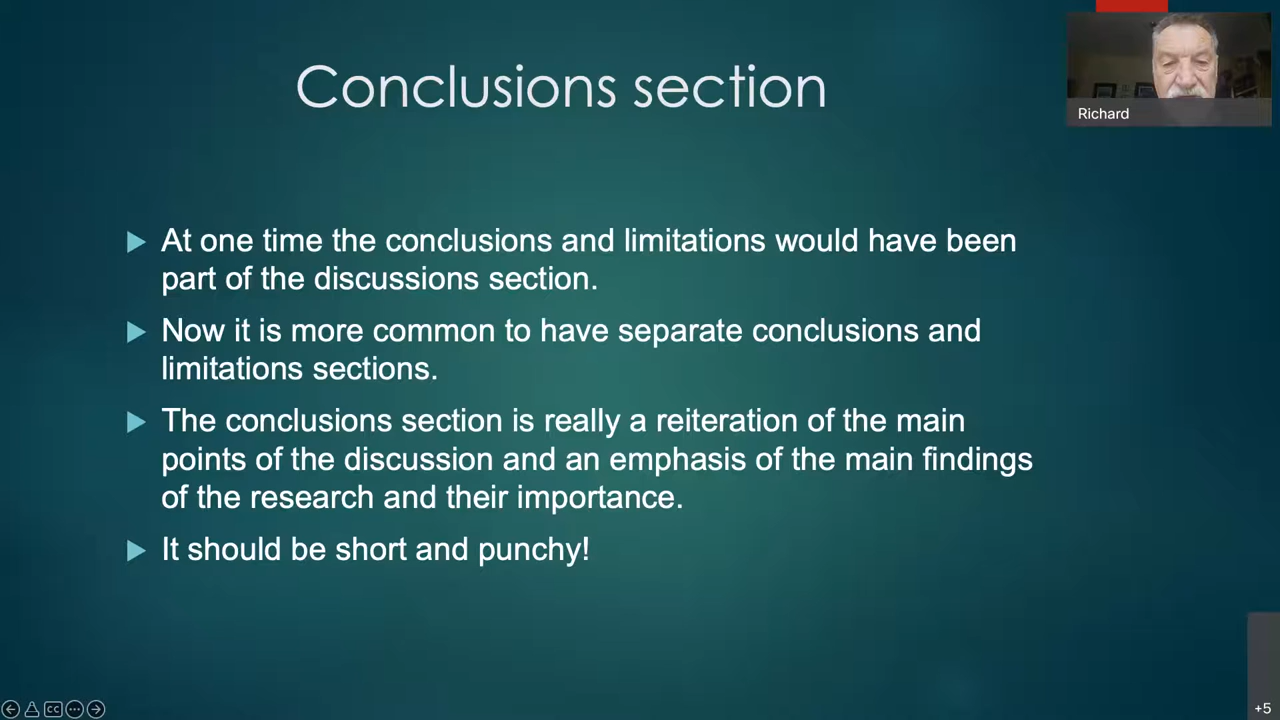 Conclusions section
Richard
At one time the conclusions and limitations would have been
part of the discussions section.
Now it is more common to have separate conclusions and
limitations sections.
The conclusions section is really a reiteration of the main
points of the discussion and an emphasis of the main findings
of the research and their importance.
It should be short and punchy!
CC
+5